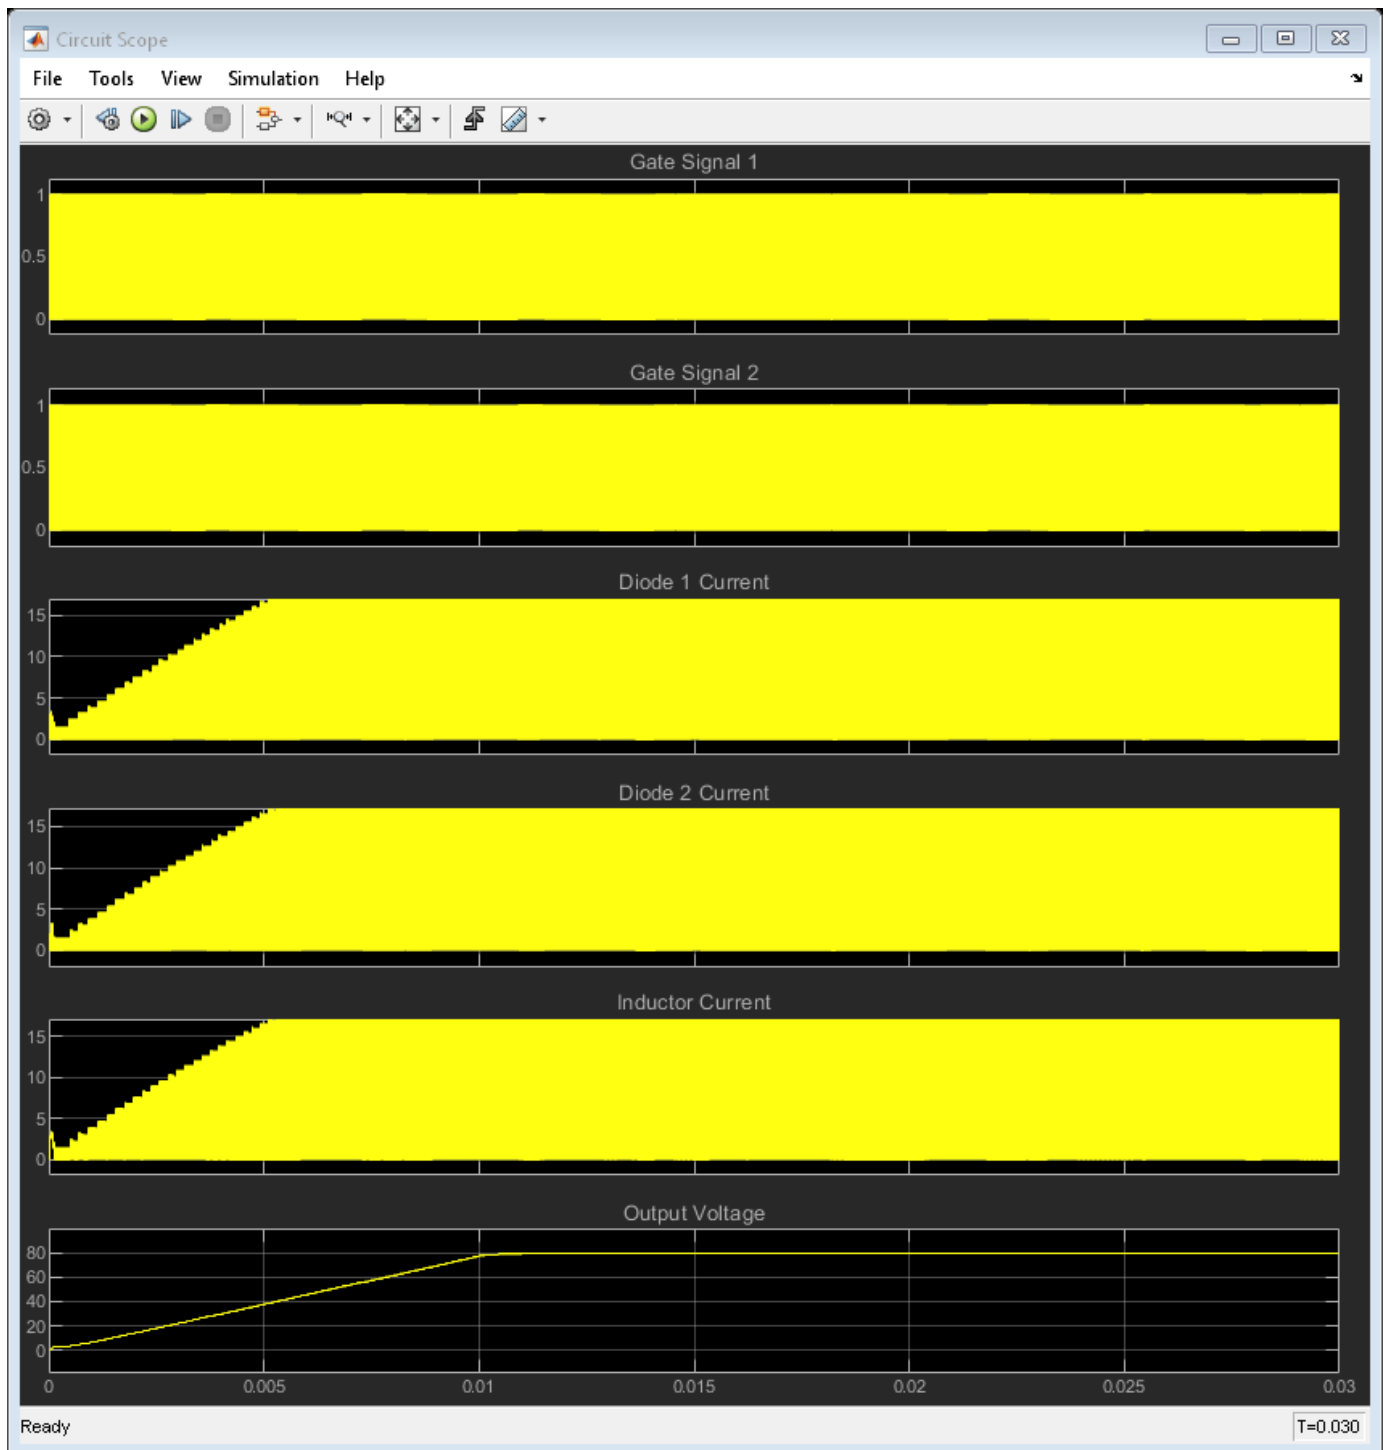 Circuit Scope
File Tools View Simulation Help
Gate Signal 1
1
0.5
0
Gate Signal 2
1
0.5
0
Diode 1 Current
15
10
5
0
Diode 2 Current
15
10
5
0
Inductor Current
15
10
5
0
Output Voltage
80
60
40
20
0
0 0.005 0.01 0.015 0.02 0.025 0.03
Ready T=0.030